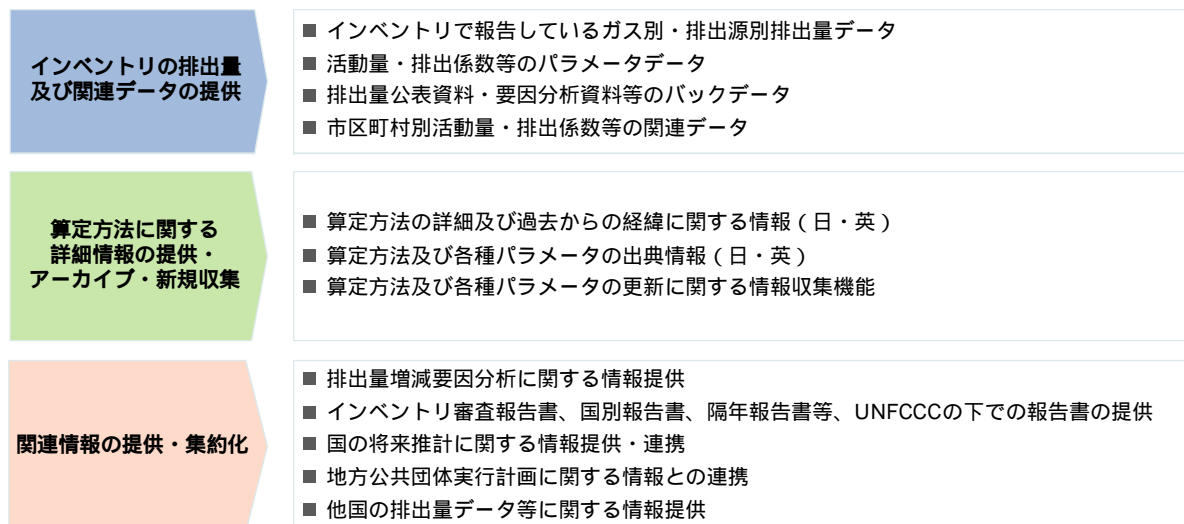 インベントリの排出量
及び関連データの提供
■ インベントリで報告しているガス別・排出源別排出量データ
■ 活動量・排出係数等のパラメータデータ
■ 排出量公表資料・要因分析資料等のバックデータ
■ 市区町村別活動量・排出係数等の関連データ
算定方法に関する
詳細情報の提供・
アーカイブ・新規収集
■ 算定方法の詳細及び過去からの経緯に関する情報（日・英）
■ 算定方法及び各種パラメータの出典情報（日・英）
■ 算定方法及び各種パラメータの更新に関する情報収集機能
関連情報の提供・集約化
■ 排出量増減要因分析に関する情報提供
■ インベントリ審査報告書、国別報告書、隔年報告書等、UNFCCCの下での報告書の提供
■ 国の将来推計に関する情報提供・連携
■ 地方公共団体実行計画に関する情報との連携
■ 他国の排出量データ等に関する情報提供